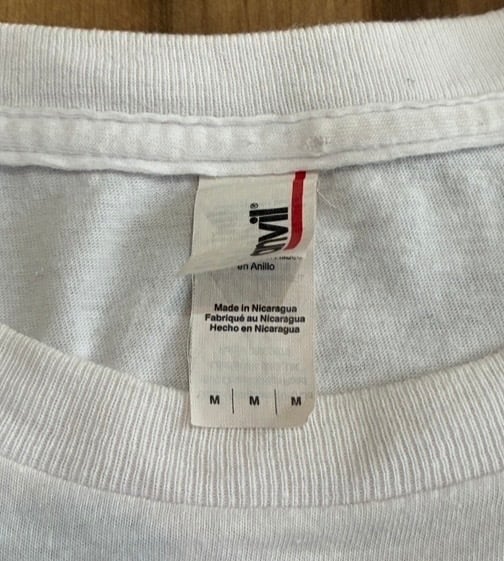 nvil®
en Anillo
Made in Nicaragua
Fabriqué au Nicaragua
Hecho en Nicaragua
M | M | M